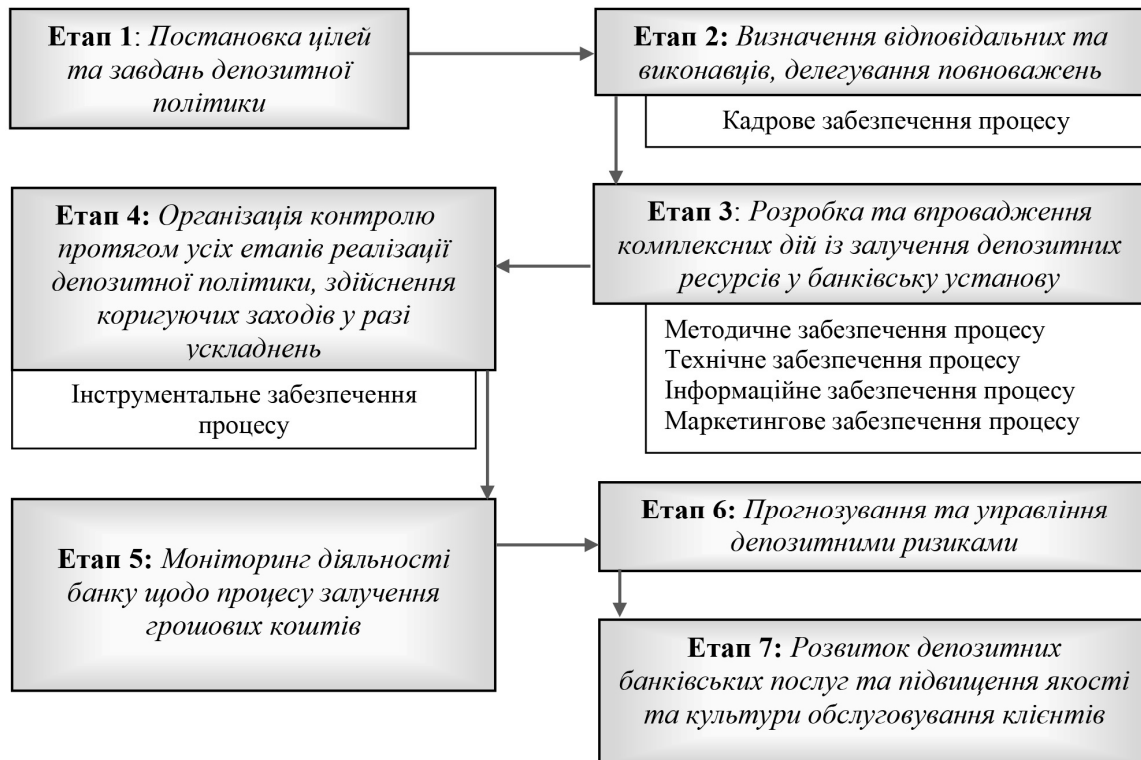 Етап 1: Постановка цілей
та завдань депозитної
політики
Етап 2: Визначення відповідальних та
виконавців, делегування повноважень
Кадрове забезпечення процесу
Етап 3: Розробка та впровадження
комплексних дій із залучення депозитних
ресурсів у банківську установу
Методичне забезпечення процесу
Технічне забезпечення процесу
Інформаційне забезпечення процесу
Маркетингове забезпечення процесу
Етап 4: Організація контролю
протягом усіх етапів реалізації
депозитної політики, здійснення
коригуючих заходів у разі
ускладнень
Інструментальне забезпечення
процесу
Етап 5: Моніторинг діяльності
банку щодо процесу залучення
грошових коштів
Етап 6: Прогнозування та управління
депозитними ризиками
Етап 7: Розвиток депозитних
банківських послуг та підвищення якості
та культури обслуговування клієнтів